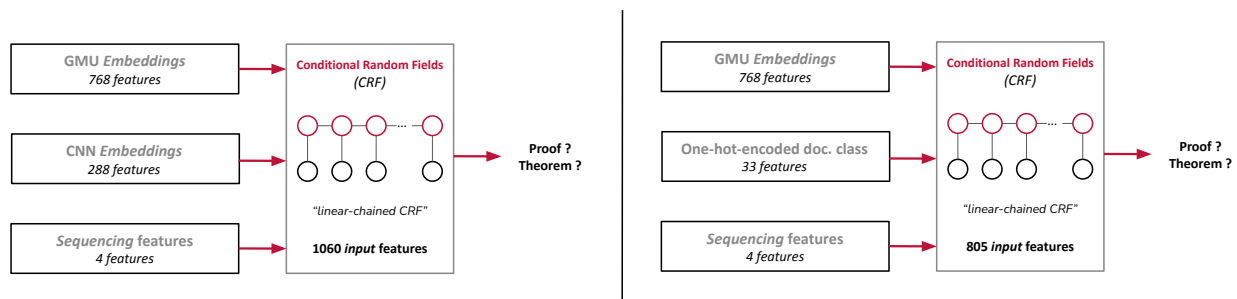 GMU Embeddings
768 features
CNN Embeddings
288 features
Sequencing features
4 features
Conditional Random Fields
(CRF)
...
"linear-chained CRF"
1060 input features
Proof ?
Theorem ?
GMU Embeddings
768 features
One-hot-encoded doc. class
33 features
Sequencing features
4 features
Conditional Random Fields
(CRF)
...
"linear-chained CRF"
805 input features
Proof ?
Theorem ?